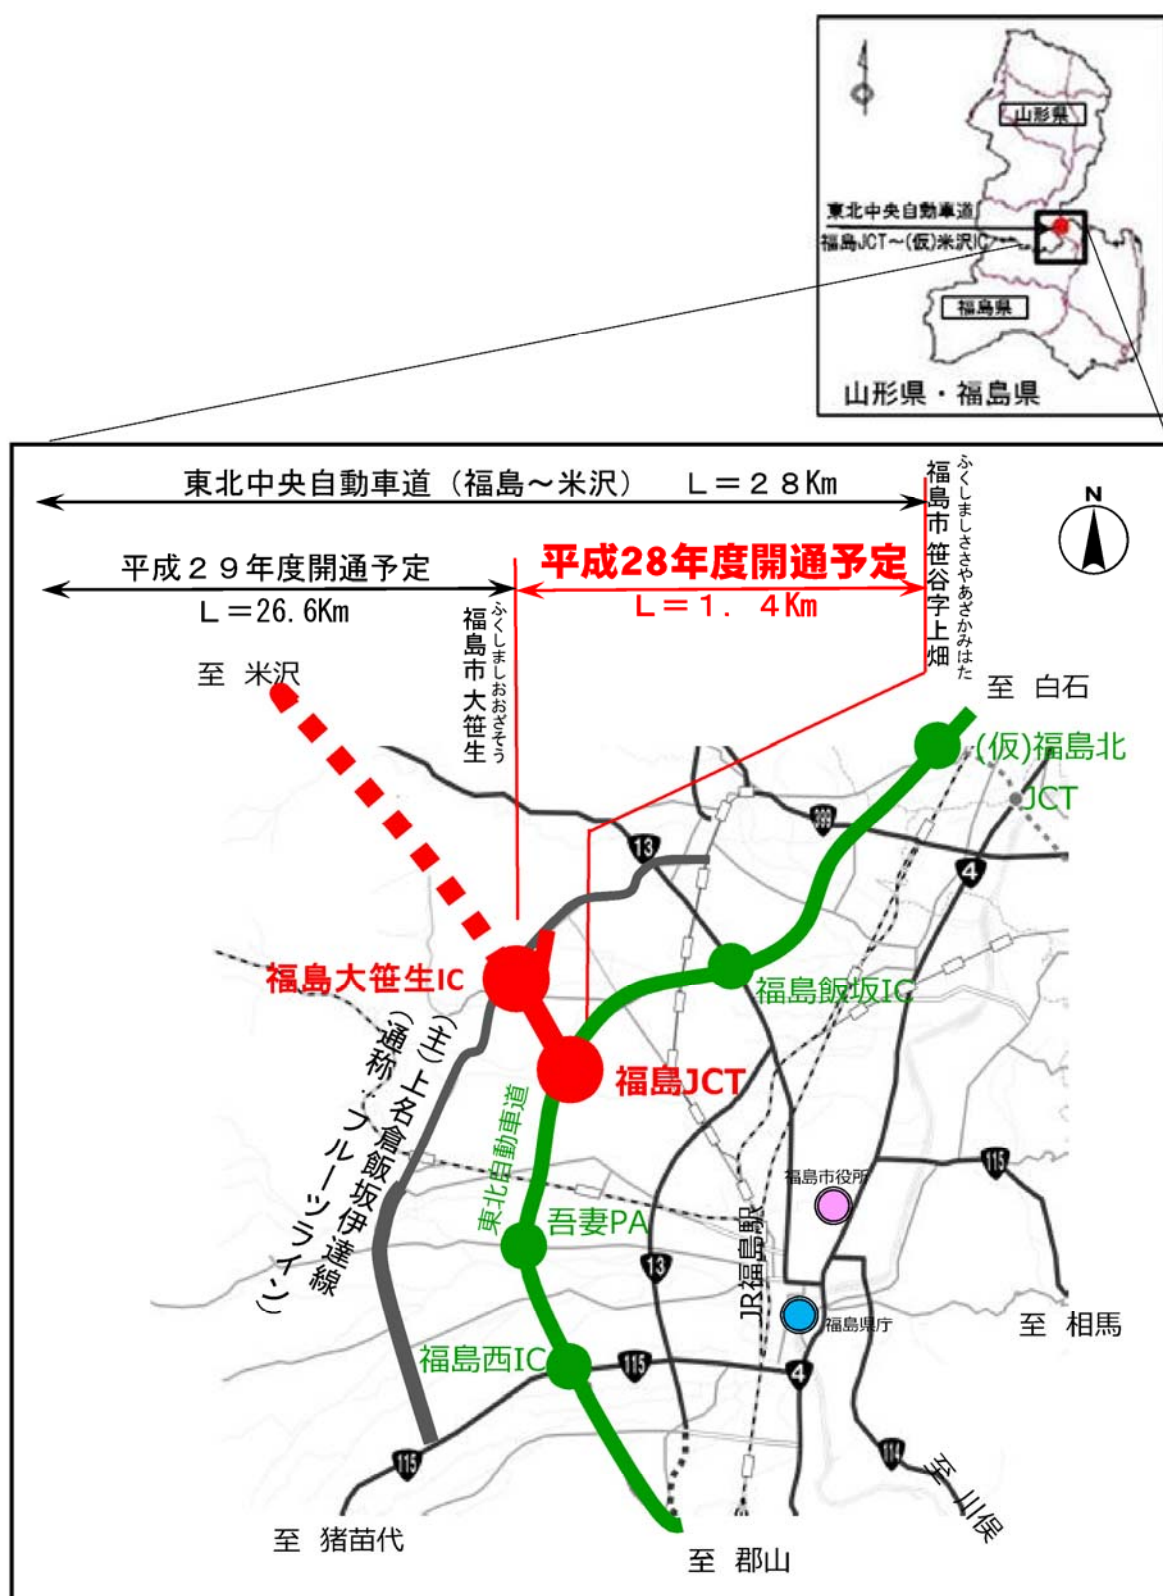 山形県
東北中央自動車道
福島JCT～(仮)米沢IC
福島県
山形県・福島県
東北中央自動車道（福島～米沢）　Ｌ＝２８Km
平成２９年度開通予定
Ｌ＝26.6Km
平成28年度開通予定
Ｌ＝１．４Km
福島市 笹谷字上畑
ふくしましささやあざかみはた
福島市 大笹生
ふくしましおおざそう
N
至　米沢
至　白石
(仮)福島北
JCT
399
13
4
福島大笹生IC
福島飯坂IC
福島JCT
(主)上名倉飯坂伊達線
(通称：フルーツライン)
東北自動車道
吾妻PA
福島市役所
115
JR福島駅
13
福島県庁
至　相馬
福島西IC
115
4
115
114
至　川俣
至　猪苗代
至　郡山